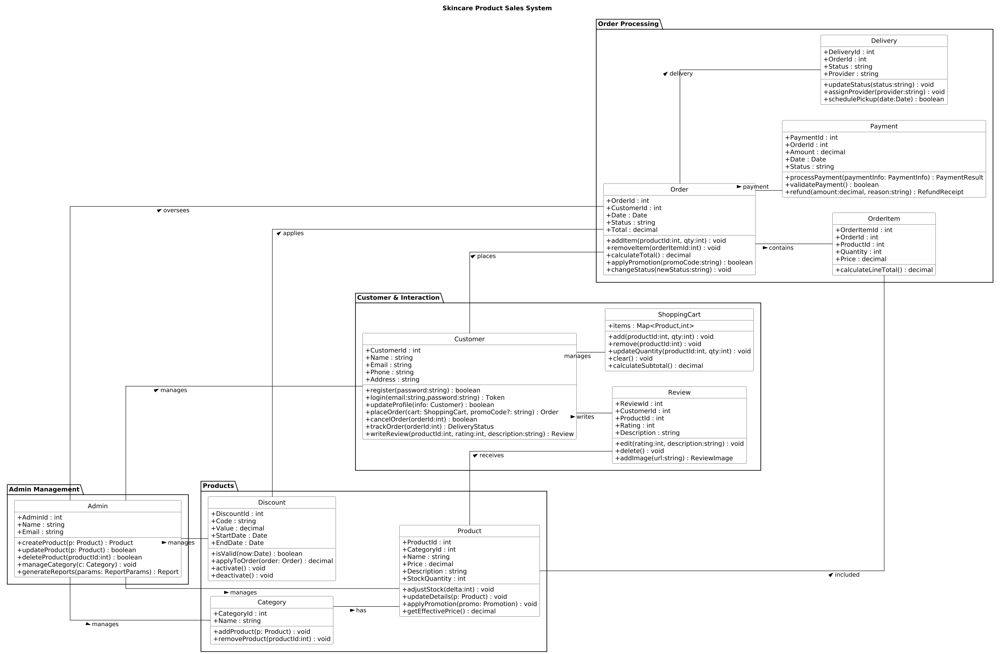 Skincare Product Sales System
Order Processing
Delivery
+DeliveryId : int
+OrderId : int
+Status : string
+Provider : string
+updateStatus(status:string) : void
+assignProvider(provider:string) : void
+schedulePickup(date:Date) : boolean
delivery
Payment
+PaymentId : int
+OrderId : int
+Amount : decimal
+Date : Date
+Status : string
+processPayment(paymentInfo: PaymentInfo) : PaymentResult
+validatePayment() : boolean
+refund(amount:decimal, reason:string) : RefundReceipt
payment
Order
+OrderId : int
+CustomerId : int
+Date : Date
+Status : string
+Total : decimal
+addItem(productId:int, qty:int) : void
+removeItem(orderItemId:int) : void
+calculateTotal() : decimal
+applyPromotion(promoCode:string) : boolean
+changeStatus(newStatus:string) : void
contains
OrderItem
+OrderItemId : int
+OrderId : int
+ProductId : int
+Quantity : int
+Price : decimal
+calculateLineTotal() : decimal
oversees
applies
places
Customer & Interaction
ShoppingCart
+items : Map<Product,int>
+add(productId:int, qty:int) : void
+remove(productId:int) : void
+updateQuantity(productId:int, qty:int) : void
+clear() : void
+calculateSubtotal() : decimal
Customer
+CustomerId : int
+Name : string
+Email : string
+Phone : string
+Address : string
+register(password:string) : boolean
+login(email:string,password:string) : Token
+updateProfile(info: Customer) : boolean
+placeOrder(cart: ShoppingCart, promoCode?: string) : Order
+cancelOrder(orderId:int) : boolean
+trackOrder(orderId:int) : DeliveryStatus
+writeReview(productId:int, rating:int, description:string) : Review
manages
writes
manages
Review
+ReviewId : int
+CustomerId : int
+ProductId : int
+Rating : int
+Description : string
+edit(rating:int, description:string) : void
+delete() : void
+addImage(url:string) : ReviewImage
receives
Admin Management
Admin
+AdminId : int
+Name : string
+Email : string
+createProduct(p: Product) : Product
+updateProduct(p: Product) : boolean
+deleteProduct(productId:int) : boolean
+manageCategory(c: Category) : void
+generateReports(params: ReportParams) : Report
manages
Products
Discount
+DiscountId : int
+Code : string
+Value : decimal
+StartDate : Date
+EndDate : Date
+isValid(now:Date) : boolean
+applyToOrder(order: Order) : decimal
+activate() : void
+deactivate() : void
Product
+ProductId : int
+CategoryId : int
+Name : string
+Price : decimal
+Description : string
+StockQuantity : int
+adjustStock(delta:int) : void
+updateDetails(p: Product) : void
+applyPromotion(promo: Promotion) : void
+getEffectivePrice() : decimal
included
manages
Category
+CategoryId : int
+Name : string
+addProduct(p: Product) : void
+removeProduct(productId:int) : void
has
manages